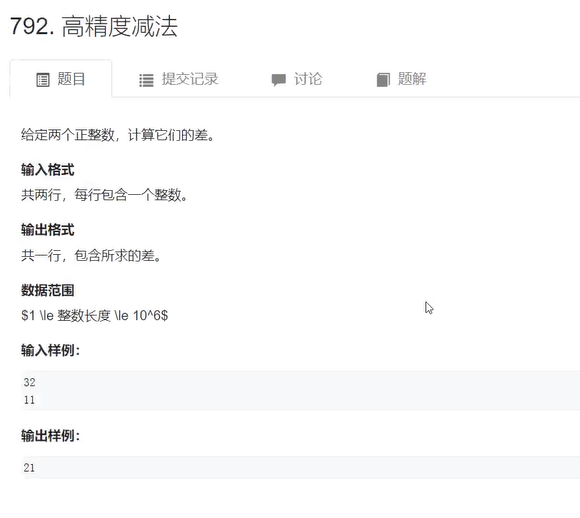 792. 高精度减法
题目 提交记录 讨论 题解
给定两个正整数，计算它们的差。
输入格式
共两行，每行包含一个整数。
输出格式
共一行，包含所求的差。
数据范围
$1 \le 整数长度 \le 10^6$
输入样例：
32
11
输出样例：
21